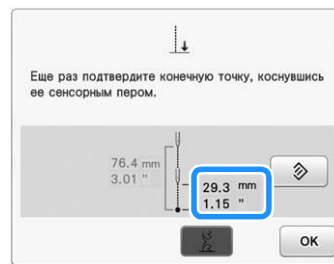 Еще раз подтвердите конечную точку, коснувшись
ее сенсорным пером.
76.4 mm
3.01 "
29.3 mm
1.15 "
OK